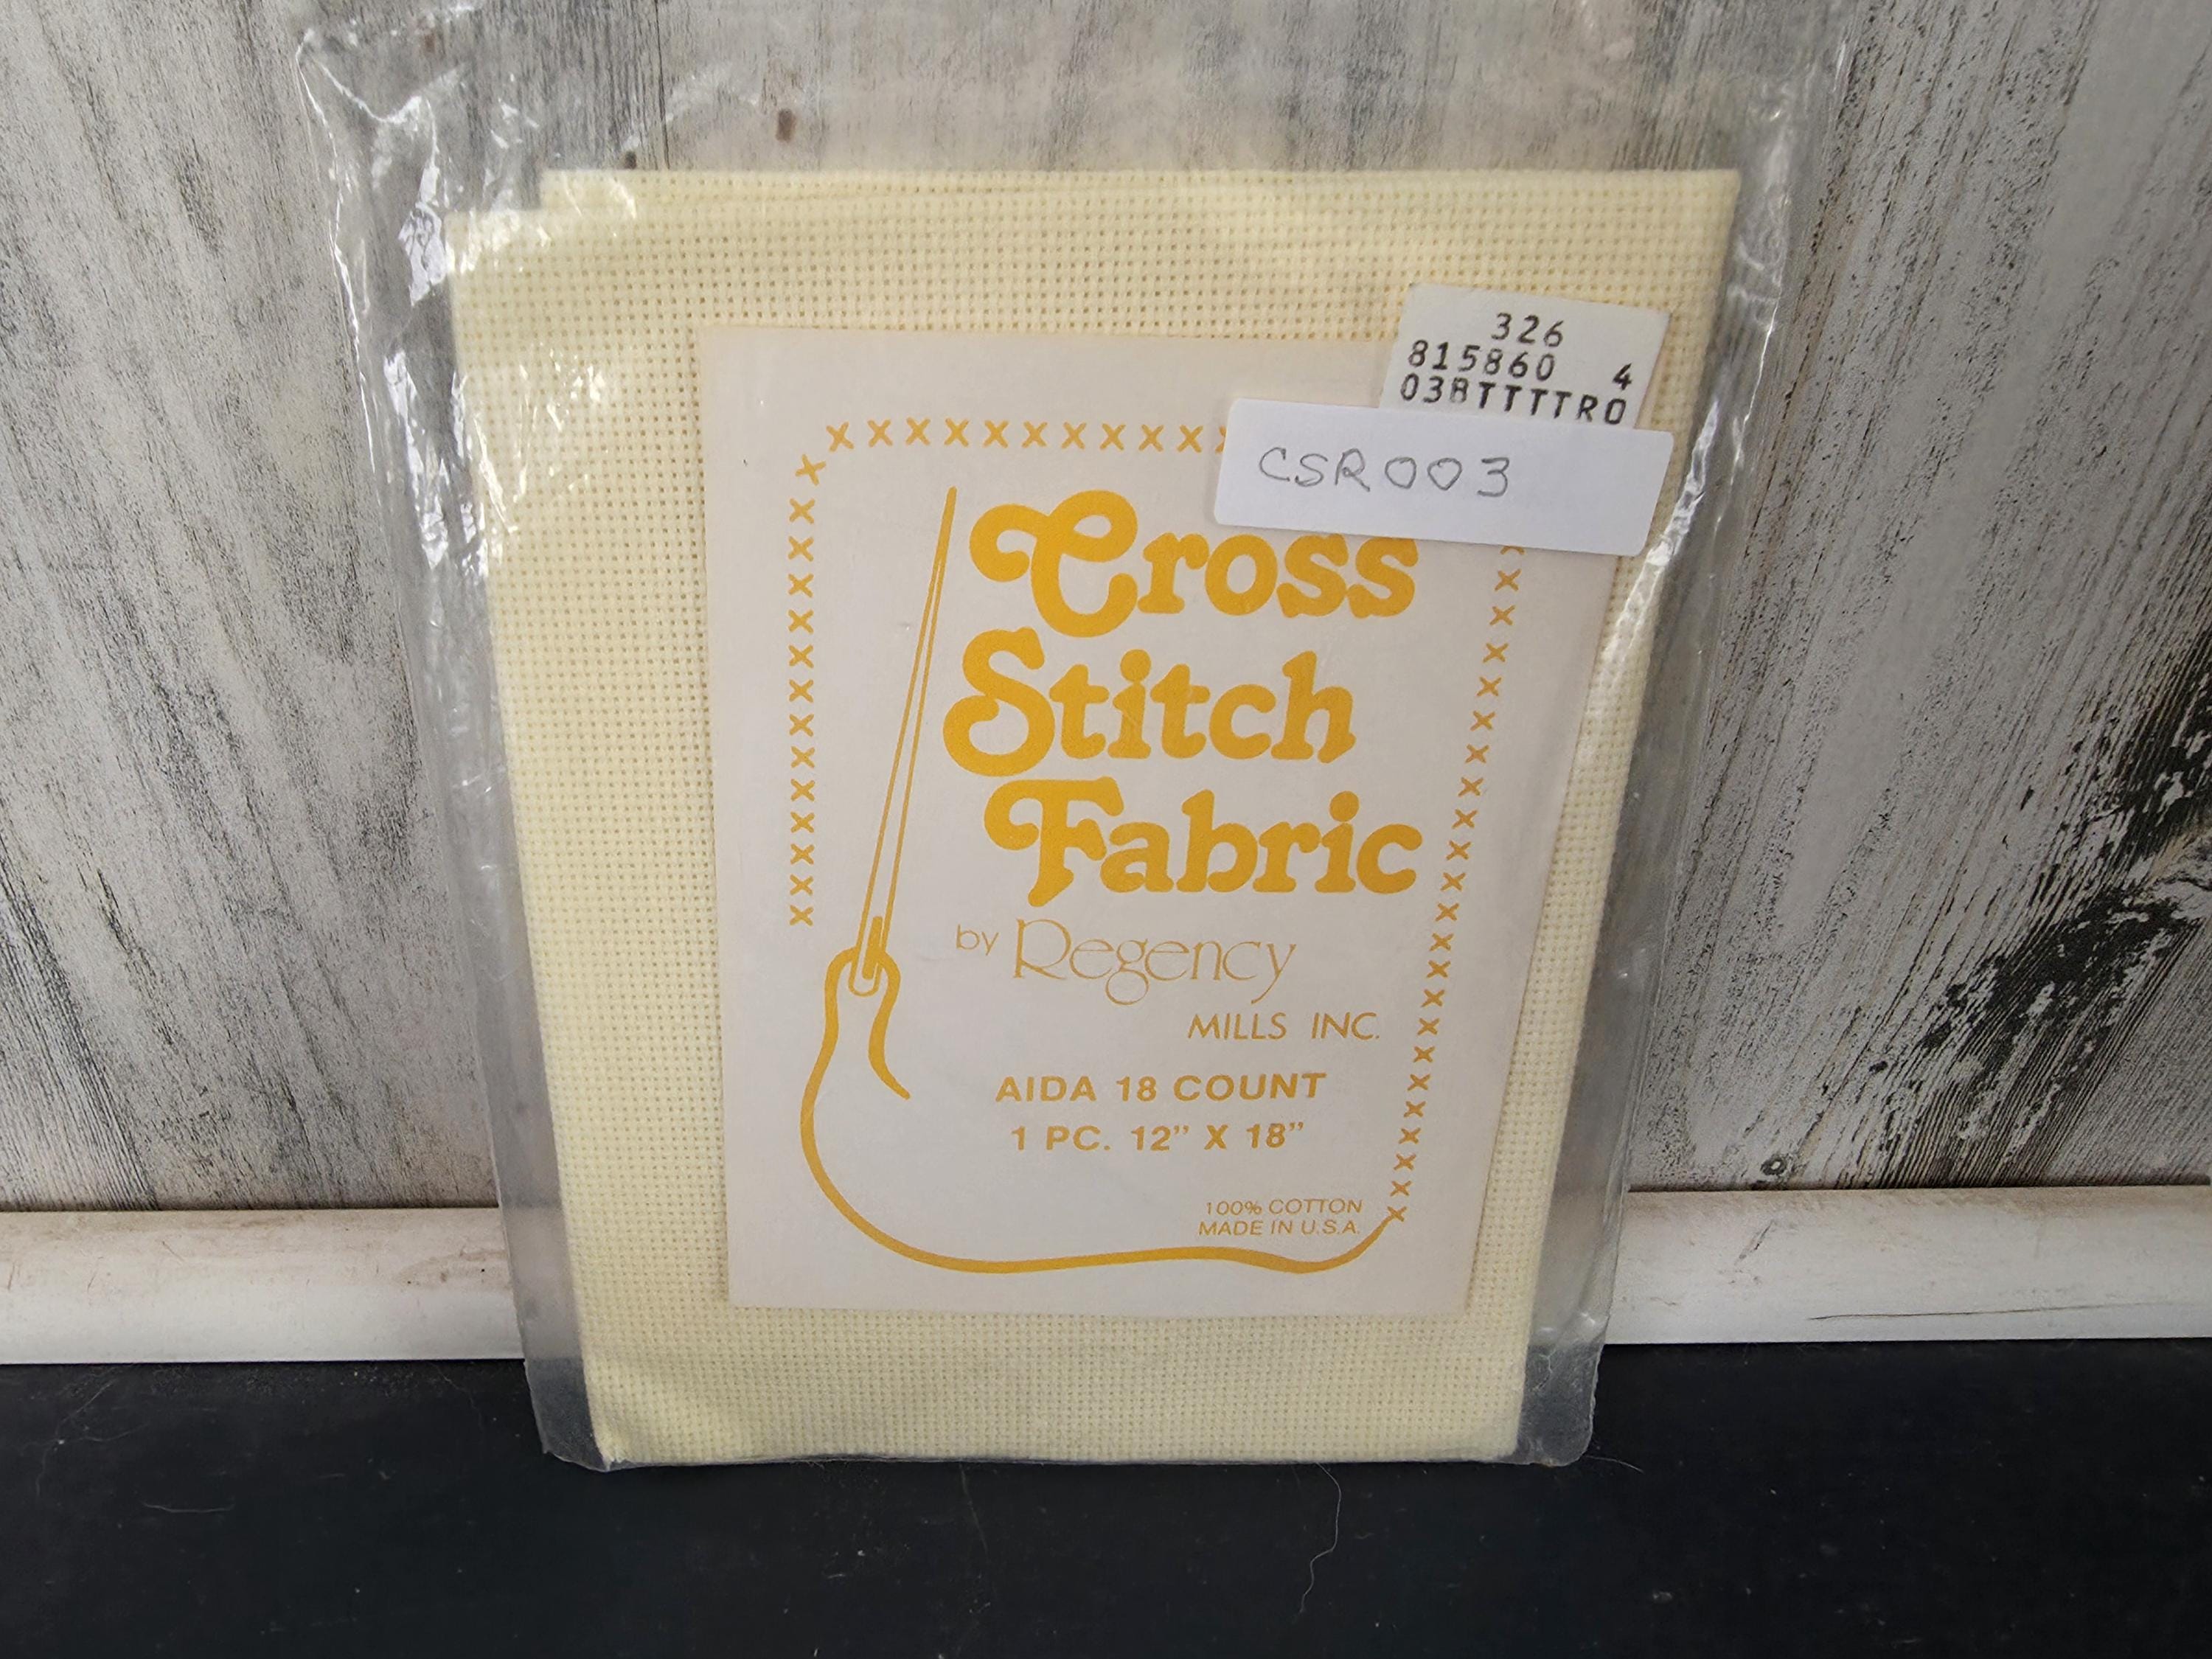 326
815860 4
03BTTTTRO
CSR003
Cross
Stitch
Fabric
by Regency
MILLS INC.
AIDA 18 COUNT
1 PC. 12” X 18”
100% COTTON
MADE IN U.S.A.